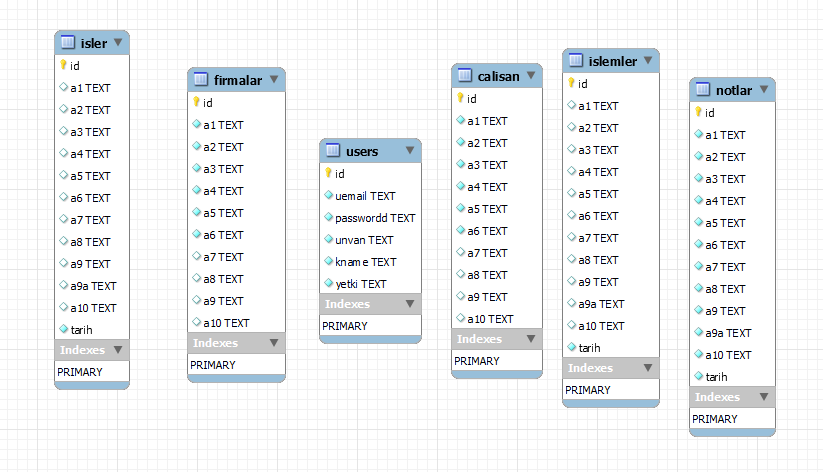 isler
id
a1 TEXT
a2 TEXT
a3 TEXT
a4 TEXT
a5 TEXT
a6 TEXT
a7 TEXT
a8 TEXT
a9 TEXT
a9a TEXT
a10 TEXT
tarih
Indexes
PRIMARY
firmalar
id
a1 TEXT
a2 TEXT
a3 TEXT
a4 TEXT
a5 TEXT
a6 TEXT
a7 TEXT
a8 TEXT
a9 TEXT
a10 TEXT
Indexes
PRIMARY
users
id
uemail TEXT
passwordd TEXT
unvan TEXT
kname TEXT
yetki TEXT
Indexes
PRIMARY
calisan
id
a1 TEXT
a2 TEXT
a3 TEXT
a4 TEXT
a5 TEXT
a6 TEXT
a7 TEXT
a8 TEXT
a9 TEXT
a10 TEXT
Indexes
PRIMARY
islemler
id
a1 TEXT
a2 TEXT
a3 TEXT
a4 TEXT
a5 TEXT
a6 TEXT
a7 TEXT
a8 TEXT
a9 TEXT
a9a TEXT
a10 TEXT
tarih
Indexes
PRIMARY
notlar
id
a1 TEXT
a2 TEXT
a3 TEXT
a4 TEXT
a5 TEXT
a6 TEXT
a7 TEXT
a8 TEXT
a9 TEXT
a9a TEXT
a10 TEXT
tarih
Indexes
PRIMARY